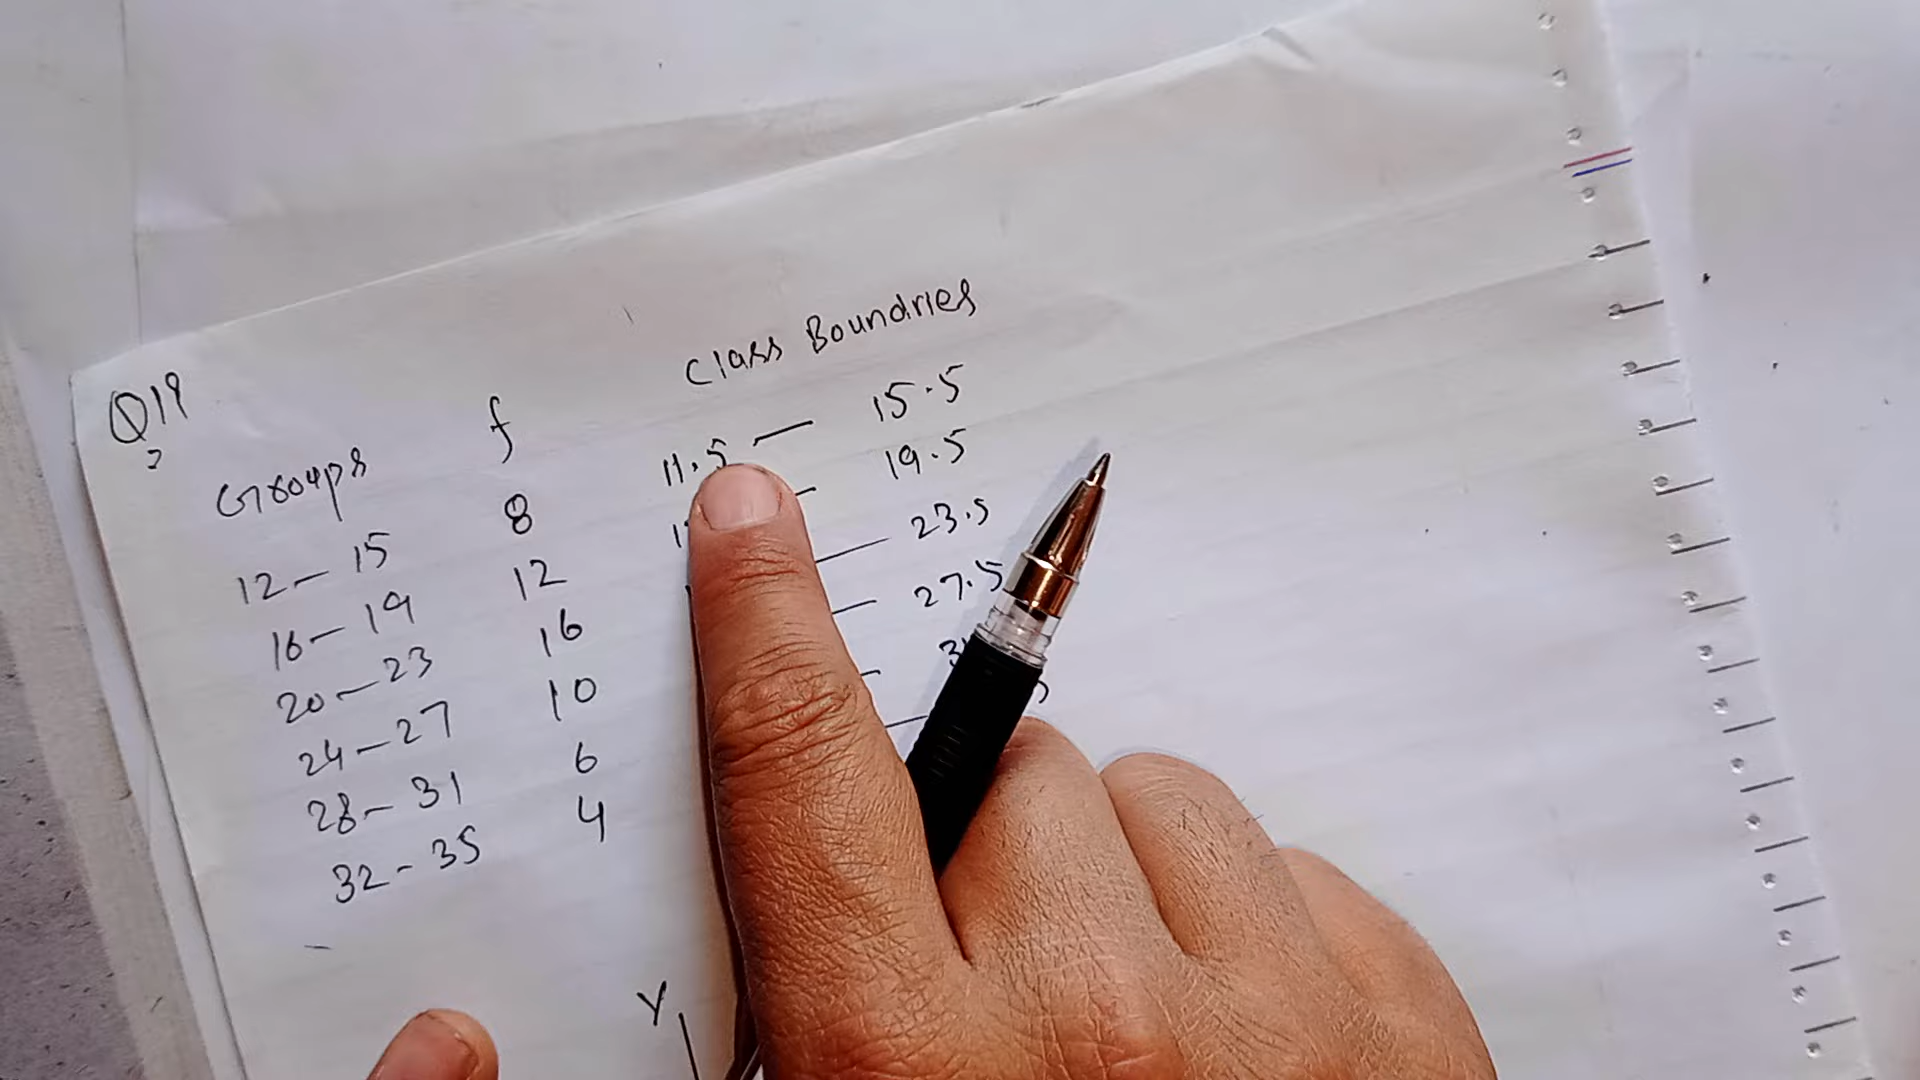 Q19
Groups f Class Boundries
12 - 15 8 11.5 — 15.5
16 - 19 12 — 19.5
20 - 23 16 — 23.5
24 - 27 10 — 27.5
28 - 31 6 —
32 - 35 4 —
Y